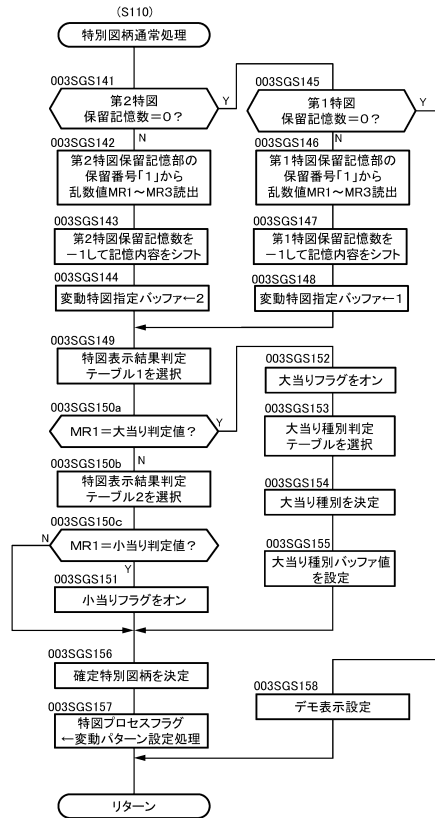 (S110)
特別図柄通常処理
003SGS141
第2特図
保留記憶数=0?
Y
N
003SGS142
第2特図保留記憶部の
保留番号「1」から
乱数値MR1～MR3読出
003SGS143
第2特図保留記憶数を
－1して記憶内容をシフト
003SGS144
変動特図指定バッファ←2
003SGS145
第1特図
保留記憶数=0?
Y
N
003SGS146
第1特図保留記憶部の
保留番号「1」から
乱数値MR1～MR3読出
003SGS147
第1特図保留記憶数を
－1して記憶内容をシフト
003SGS148
変動特図指定バッファ←1
003SGS149
特図表示結果判定
テーブル1を選択
003SGS150a
MR1=大当り判定値?
Y
N
003SGS150b
特図表示結果判定
テーブル2を選択
003SGS150c
MR1=小当り判定値?
N
Y
003SGS151
小当りフラグをオン
003SGS152
大当りフラグをオン
003SGS153
大当り種別判定
テーブルを選択
003SGS154
大当り種別を決定
003SGS155
大当り種別バッファ値
を設定
003SGS156
確定特別図柄を決定
003SGS157
特図プロセスフラグ
←変動パターン設定処理
003SGS158
デモ表示設定
リターン